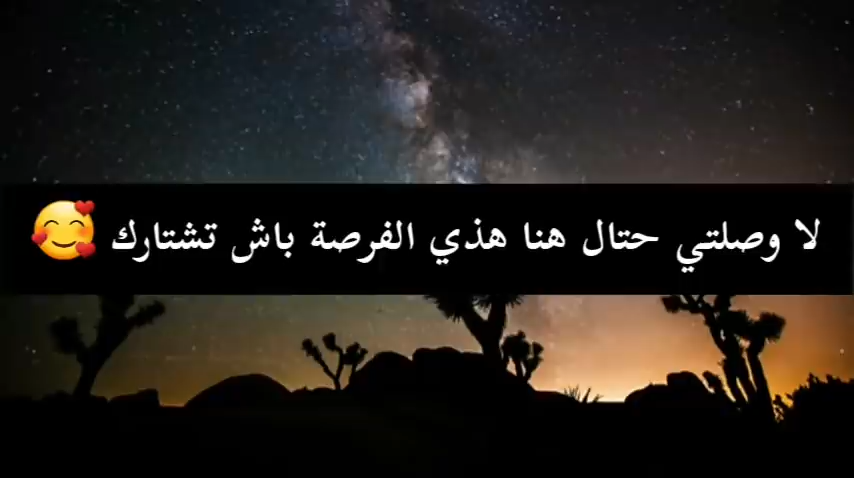 لا وصلتي حتال هنا هذي الفرصة باش تشتارك 🥰